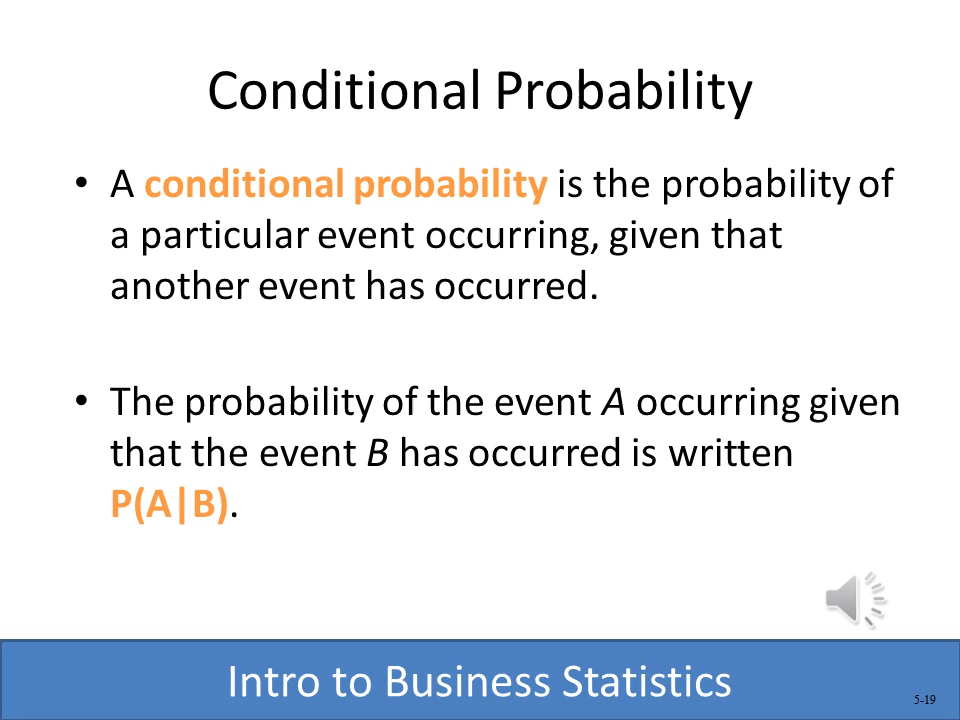 Conditional Probability
• A conditional probability is the probability of
a particular event occurring, given that
another event has occurred.
• The probability of the event A occurring given
that the event B has occurred is written
P(A|B).
Intro to Business Statistics
5-19